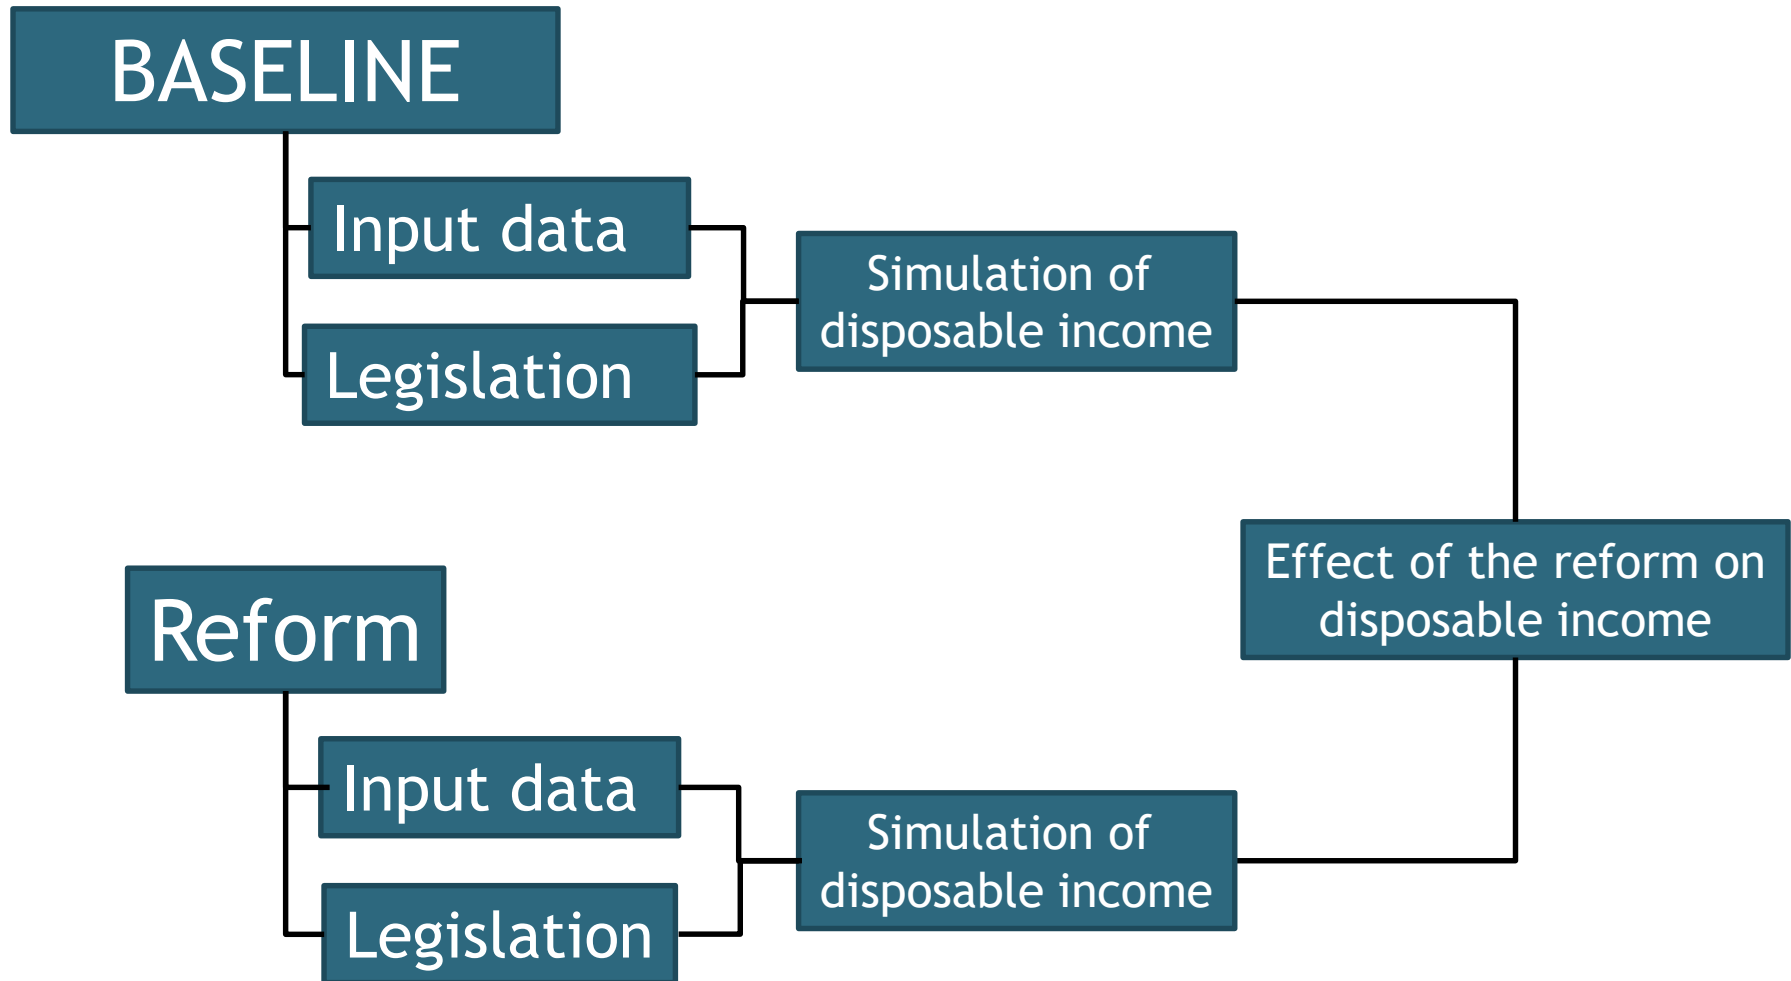 BASELINE
Input data
Legislation
Simulation of
disposable income
Effect of the reform on
disposable income
Reform
Input data
Legislation
Simulation of
disposable income